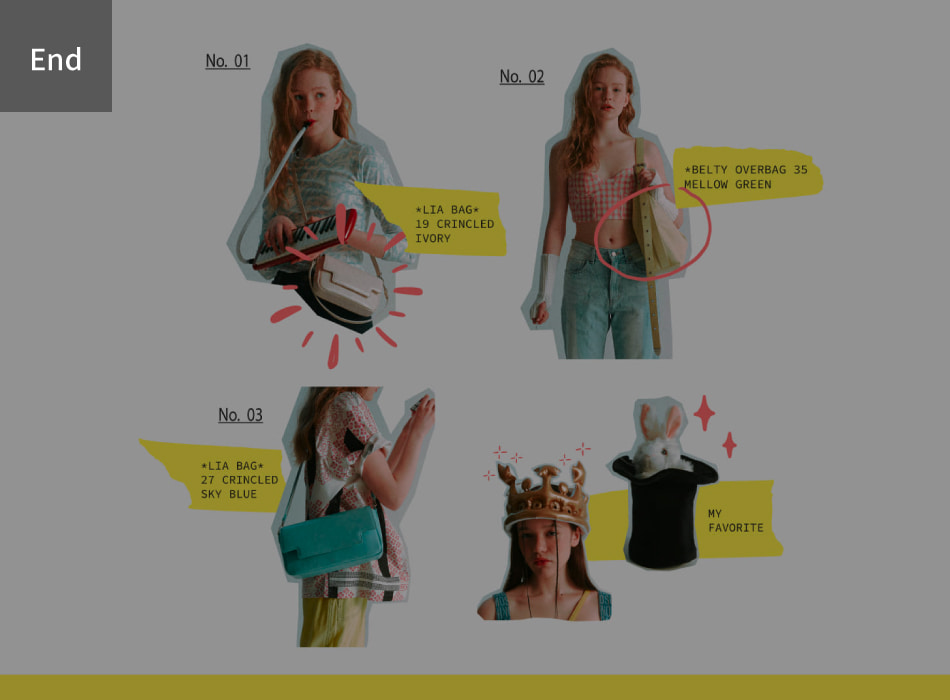 End
No. 01
*LIA BAG*
19 CRINCLED
IVORY
No. 02
*BELTY OVERBAG 35
MELLOW GREEN
No. 03
*LIA BAG*
27 CRINCLED
SKY BLUE
MY
FAVORITE